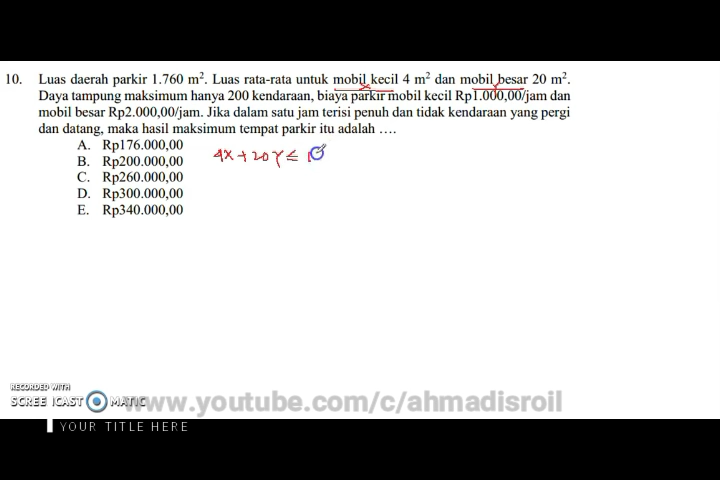 10. Luas daerah parkir 1.760 m². Luas rata-rata untuk mobil kecil 4 m² dan mobil besar 20 m².
Daya tampung maksimum hanya 200 kendaraan, biaya parkir mobil kecil Rp1.000,00/jam dan
mobil besar Rp2.000,00/jam. Jika dalam satu jam terisi penuh dan tidak kendaraan yang pergi
dan datang, maka hasil maksimum tempat parkir itu adalah ….
x y
A. Rp176.000,00
B. Rp200.000,00
C. Rp260.000,00
D. Rp300.000,00
E. Rp340.000,00
4x + 20y ≤
RECORDED WITH
SCREENCAST MATIC
www.youtube.com/c/ahmadisroil
YOUR TITLE HERE